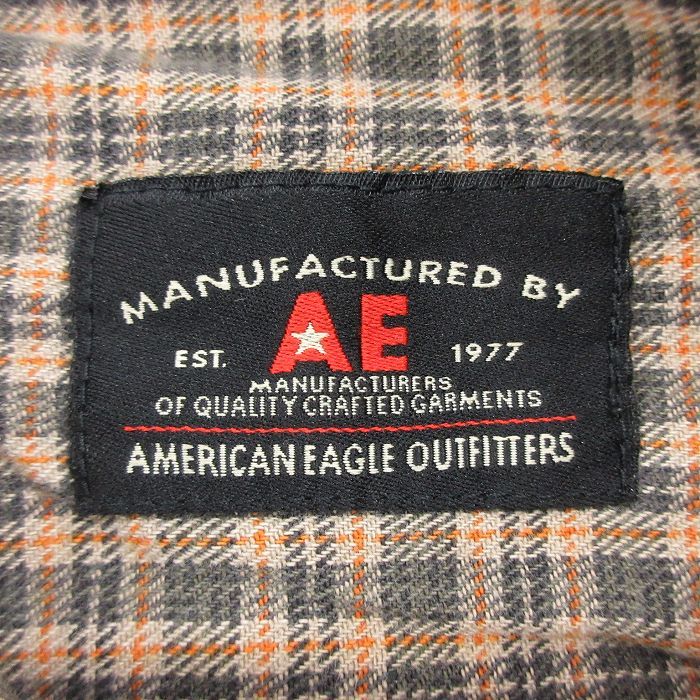 MANUFACTURED BY
EST. AE 1977
MANUFACTURERS
OF QUALITY CRAFTED GARMENTS
AMERICAN EAGLE OUTFITTERS